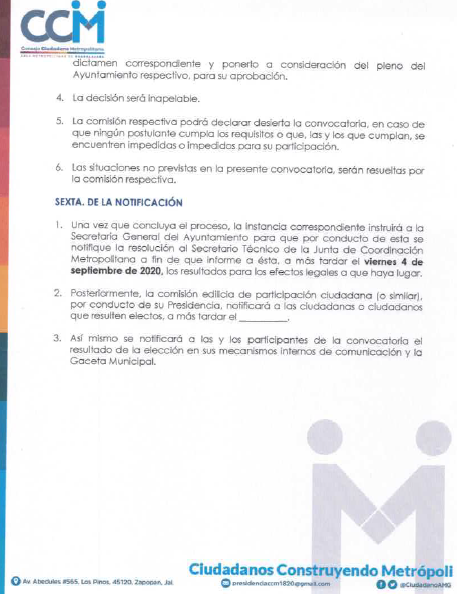 CCM
Consejo Ciudadano Metropolitano
ÁREA METROPOLITANA DE GUADALAJARA
dictamen correspondiente y ponerlo a consideración del pleno del
Ayuntamiento respectivo, para su aprobación.
4. La decisión será inapelable.
5. La comisión respectiva podrá declarar desierta la convocatoria, en caso de
que ningún postulante cumpla los requisitos o que, las y los que cumplan, se
encuentren impedidas o impedidos para su participación.
6. Las situaciones no previstas en la presente convocatoria, serán resueltas por
la comisión respectiva.
SEXTA. DE LA NOTIFICACIÓN
1. Una vez que concluya el proceso, la instancia correspondiente instruirá a la
Secretaría General del Ayuntamiento para que por conducto de esta se
notifique la resolución al Secretario Técnico de la Junta de Coordinación
Metropolitana a fin de que informe a ésta, a más tardar el viernes 4 de
septiembre de 2020, los resultados para los efectos legales a que haya lugar.
2. Posteriormente, la comisión edilicia de participación ciudadana (o similar),
por conducto de su Presidencia, notificará a las ciudadanas o ciudadanos
que resulten electos, a más tardar el __________.
3. Así mismo se notificará a las y los participantes de la convocatoria el
resultado de la elección en sus mecanismos internos de comunicación y la
Gaceta Municipal.
Ciudadanos Construyendo Metrópoli
Av. Abedules #565, Los Pinos, 45120, Zapopan, Jal.
presidenciaccm1820@gmail.com
@CiudadanoAMG